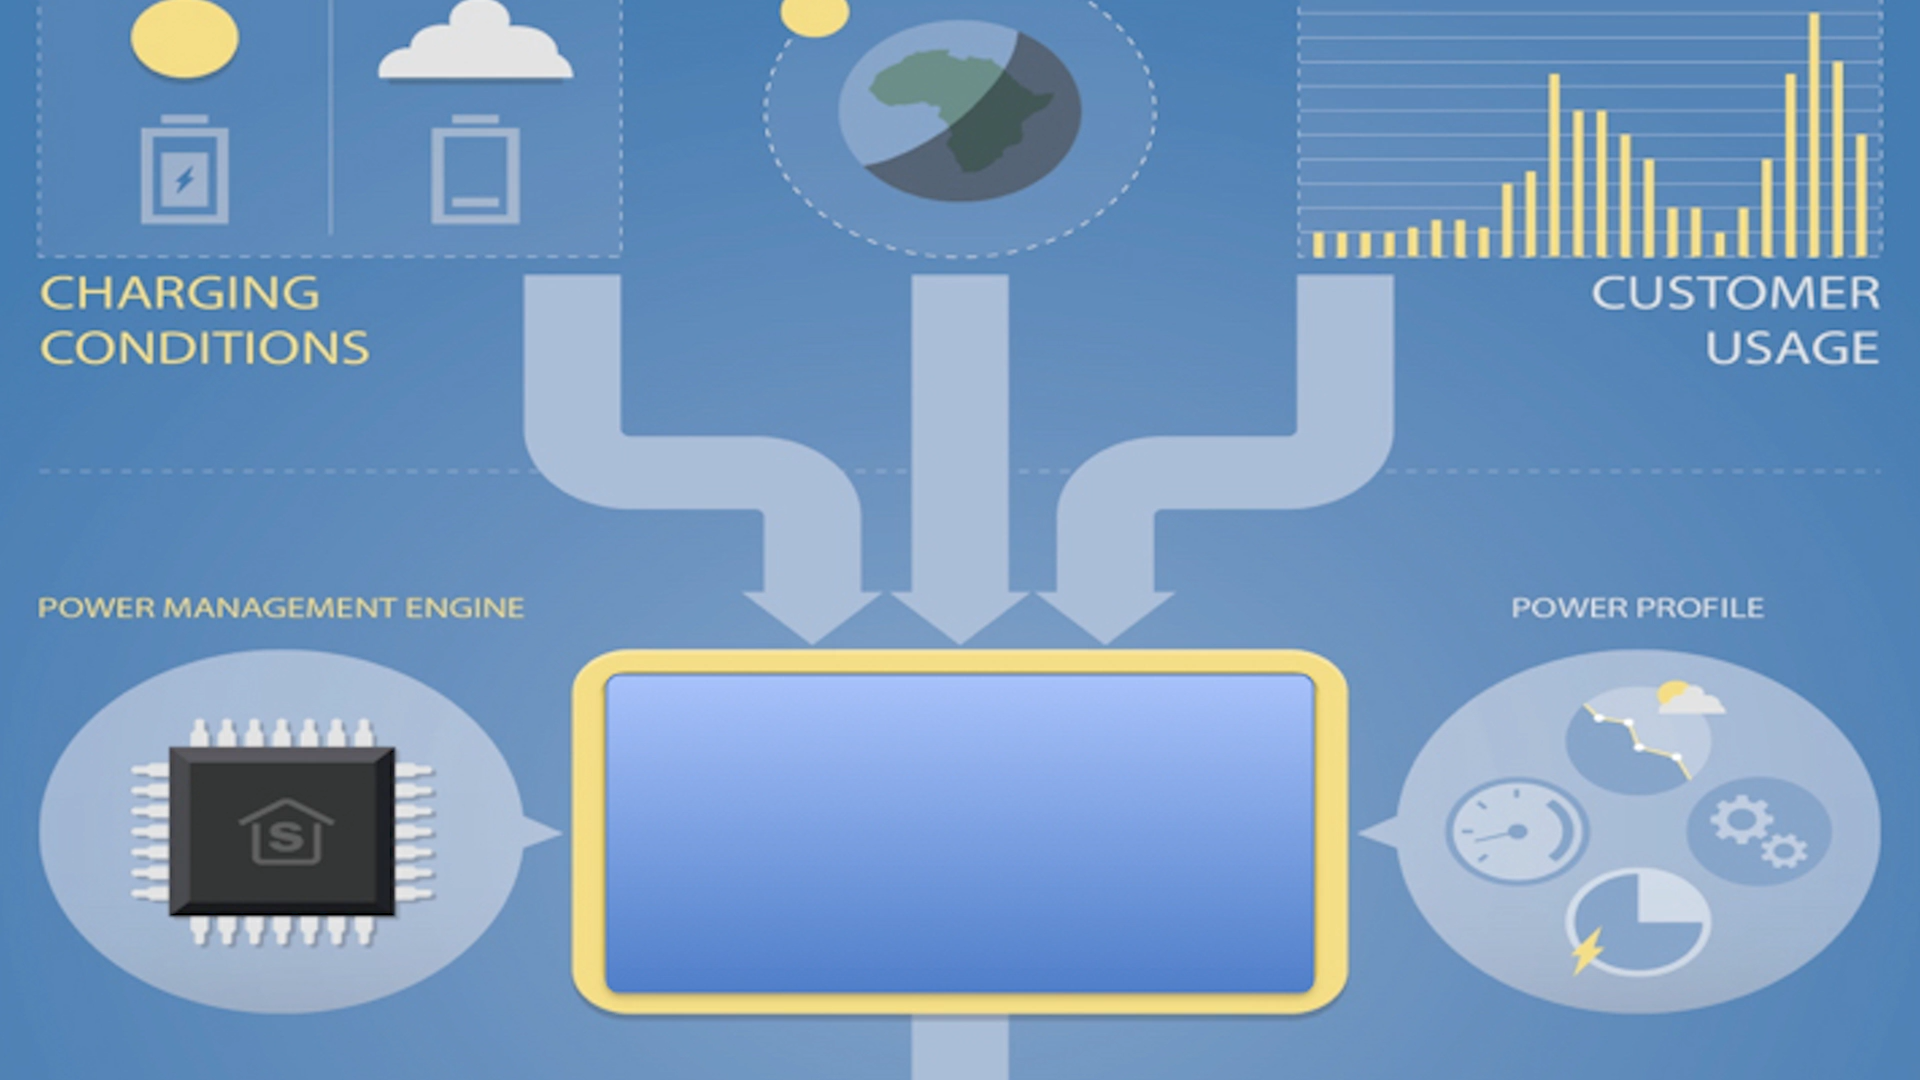 CHARGING
CONDITIONS
CUSTOMER
USAGE
POWER MANAGEMENT ENGINE
POWER PROFILE
S